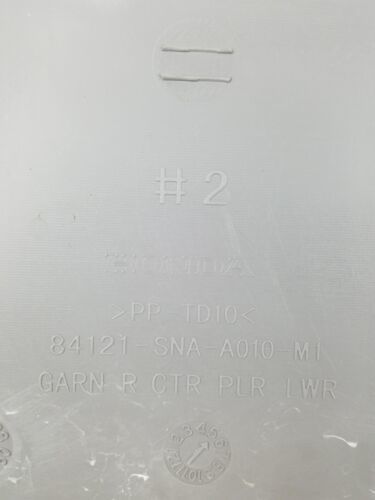 #2
>PP-TD10<
84121-SNA-A010-M1
GARN R CTR PLR LWR